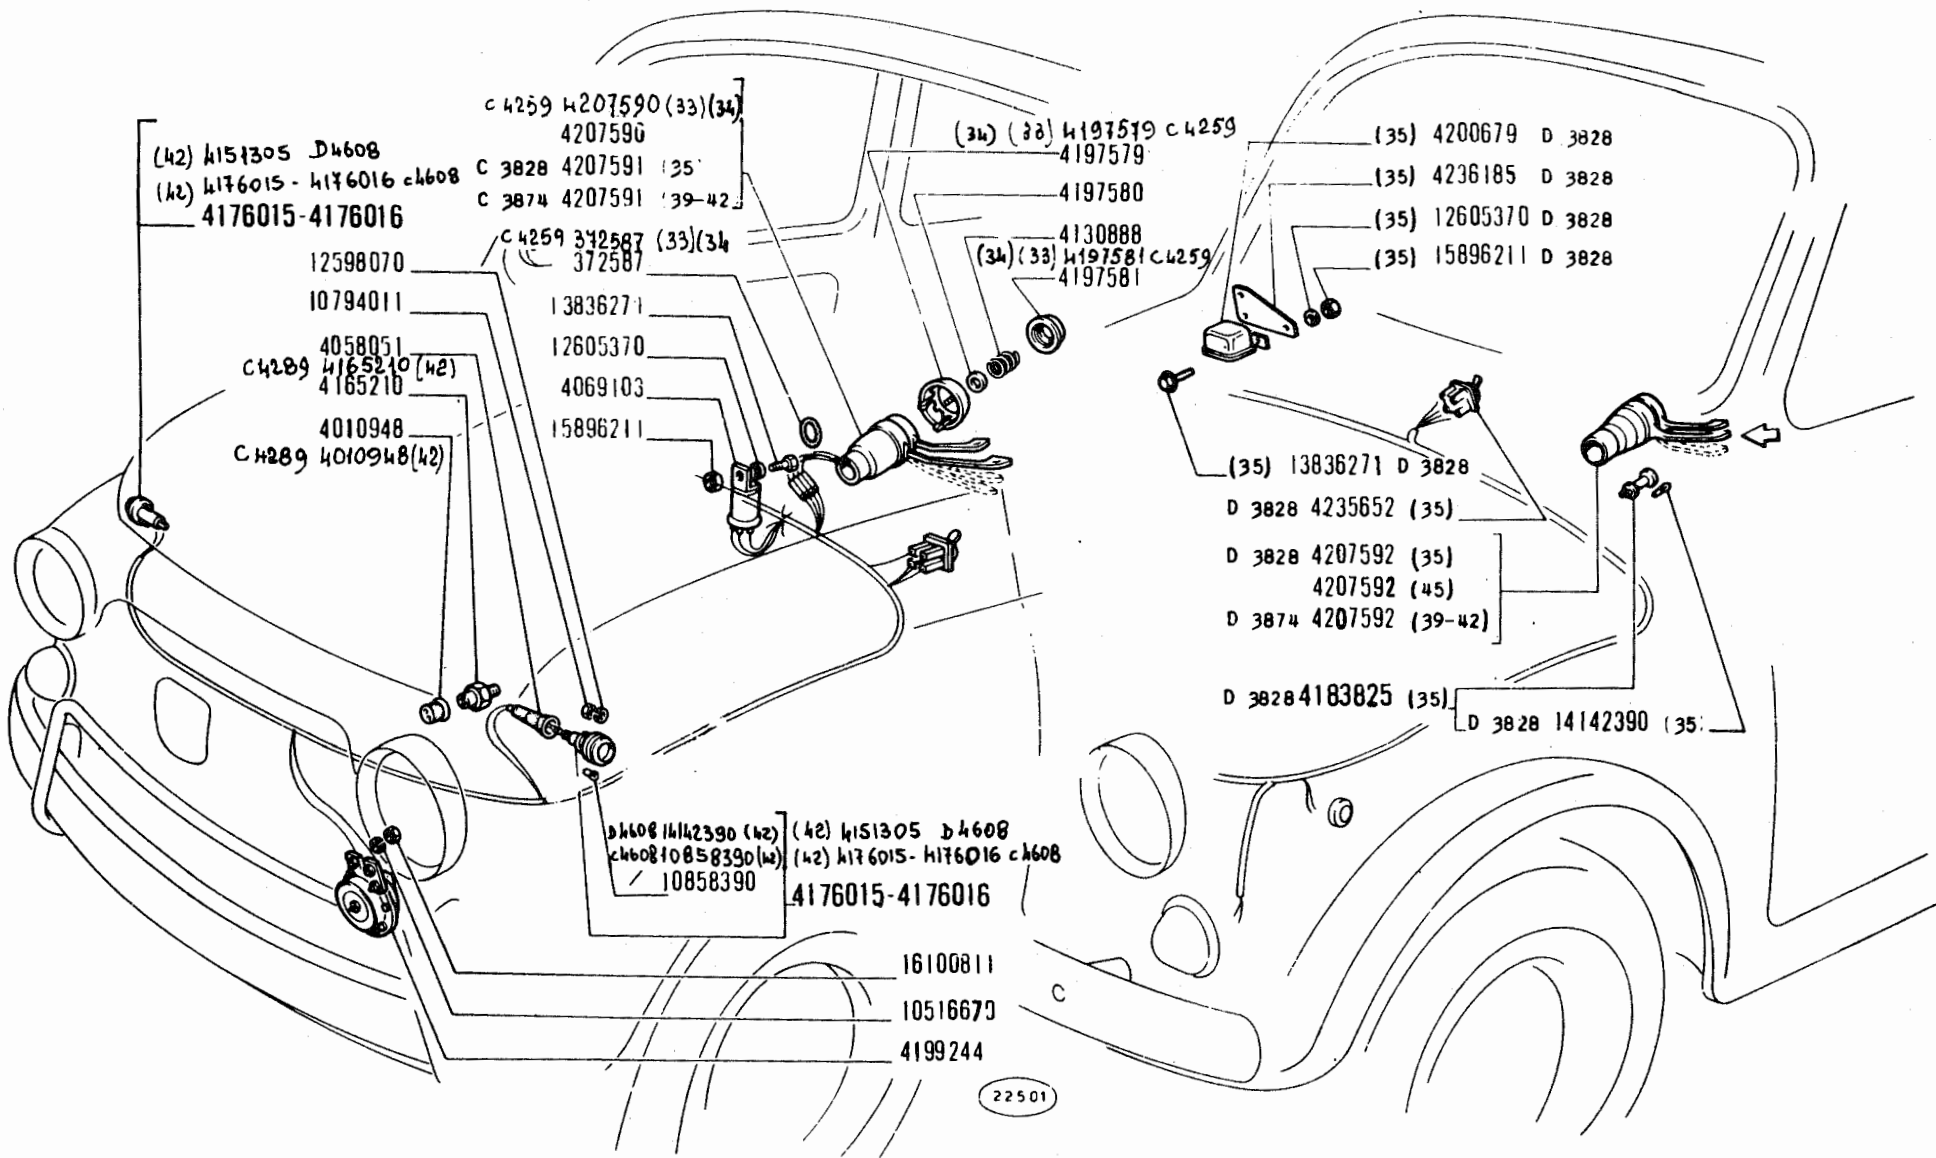 (42) 4151305 D4608
(42) 4176015 - 4176016 C4608
4176015-4176016
C 4259 4207590 (33)(34)
4207590
C 3828 4207591 (35
C 3874 4207591 (39-42
C 4259 372587 (33)(34
372587
12598070
10794011
4058051
C4289 4165210 (42)
4165210
4010948
C4289 4010948(42)
13836271
12605370
4069103
15896211
(34) (33) 4197579 C4259
4197579
4197580
4130888
(34)(33) 4197581 C4259
4197581
(35) 4200679 D 3828
(35) 4236185 D 3828
(35) 12605370 D 3828
(35) 15896211 D 3828
(35) 13836271 D 3828
D 3828 4235652 (35)
D 3828 4207592 (35)
4207592 (45)
D 3874 4207592 (39-42)
D 3828 4183825 (35)
D 3828 14142390 (35)
D4608 14142390 (42)
C4608 10858390 (42)
10858390
(42) 4151305 D4608
(42) 4176015-4176016 C4608
4176015-4176016
16100811
10516670
4199244
C
22501